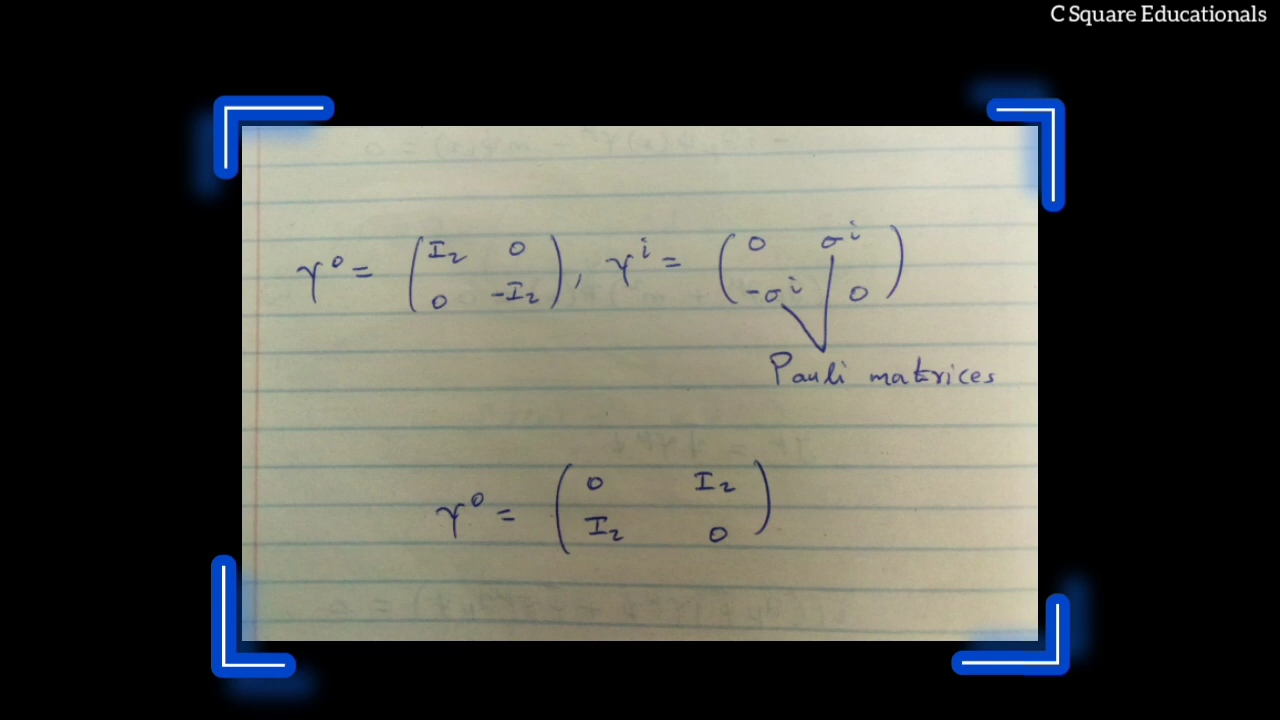 C Square Educationals
γ⁰ = (I₂ 0
0 -I₂), γⁱ = (0 σⁱ
-σⁱ 0)
Pauli matrices
γ⁰ = (0 I₂
I₂ 0)